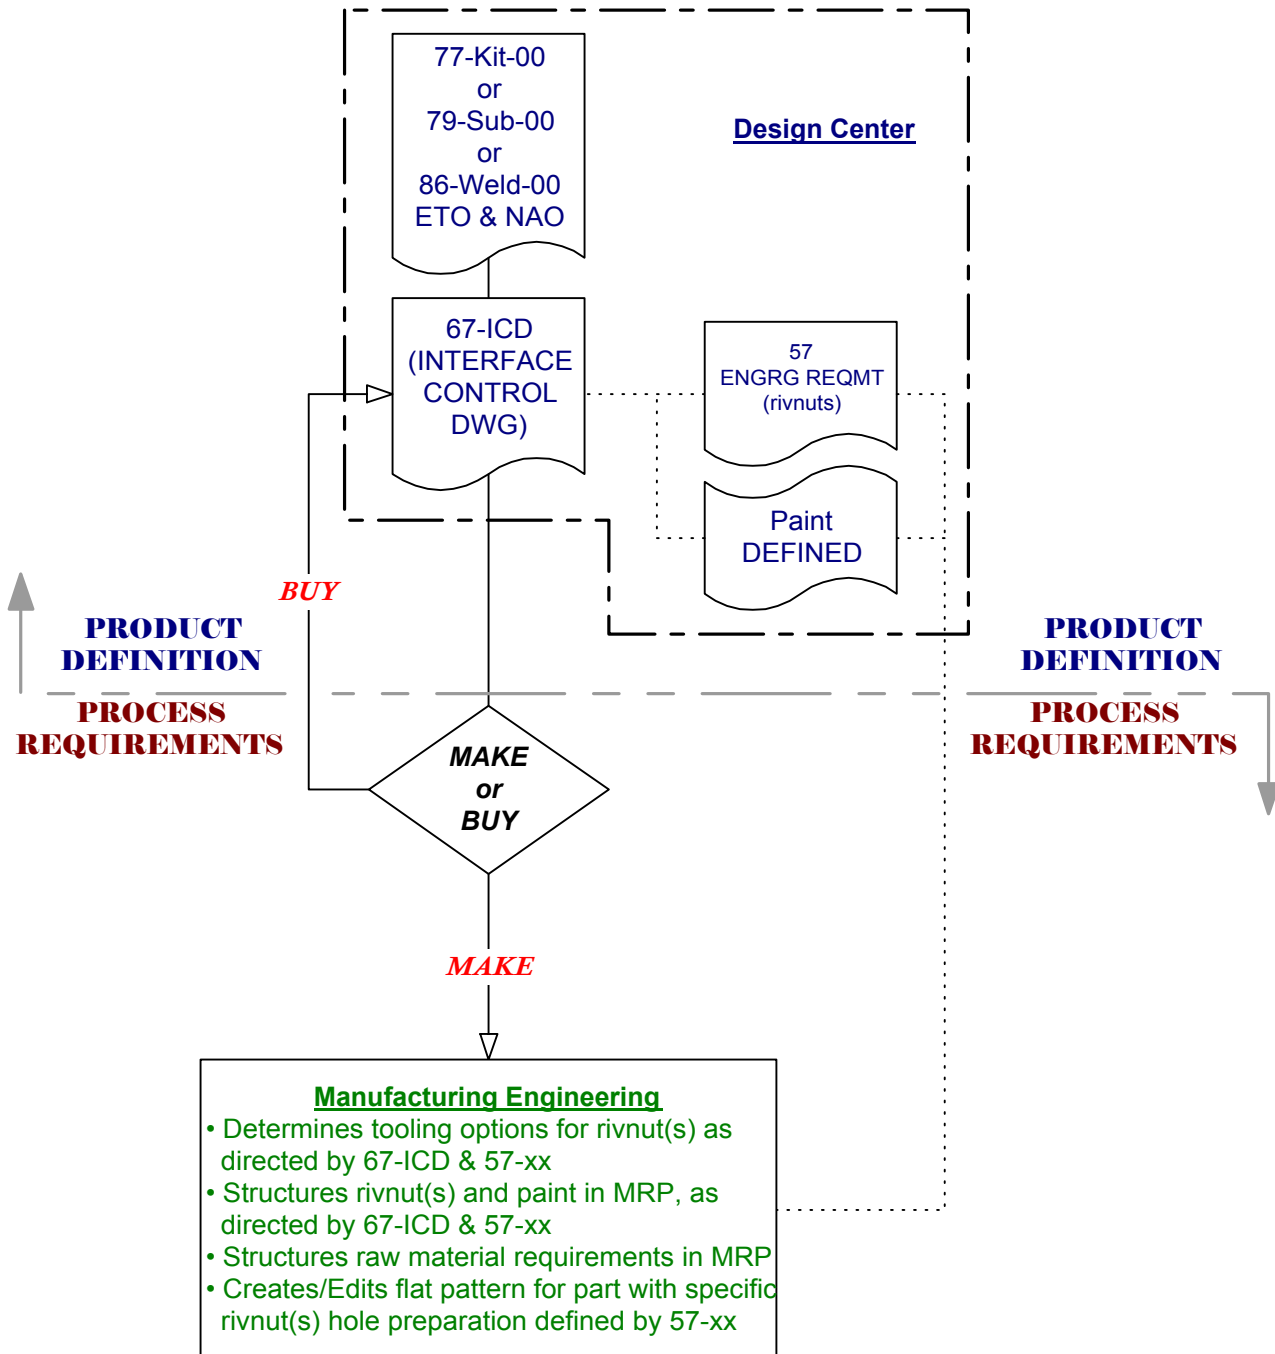 77-Kit-00
or
79-Sub-00
or
86-Weld-00
ETO & NAO
Design Center
67-ICD
(INTERFACE
CONTROL
DWG)
57
ENGRG REQMT
(rivnuts)
Paint
DEFINED
BUY
PRODUCT
DEFINITION
PRODUCT
DEFINITION
PROCESS
REQUIREMENTS
PROCESS
REQUIREMENTS
MAKE
or
BUY
MAKE
Manufacturing Engineering
• Determines tooling options for rivnut(s) as
directed by 67-ICD & 57-xx
• Structures rivnut(s) and paint in MRP, as
directed by 67-ICD & 57-xx
• Structures raw material requirements in MRP
• Creates/Edits flat pattern for part with specific
rivnut(s) hole preparation defined by 57-xx